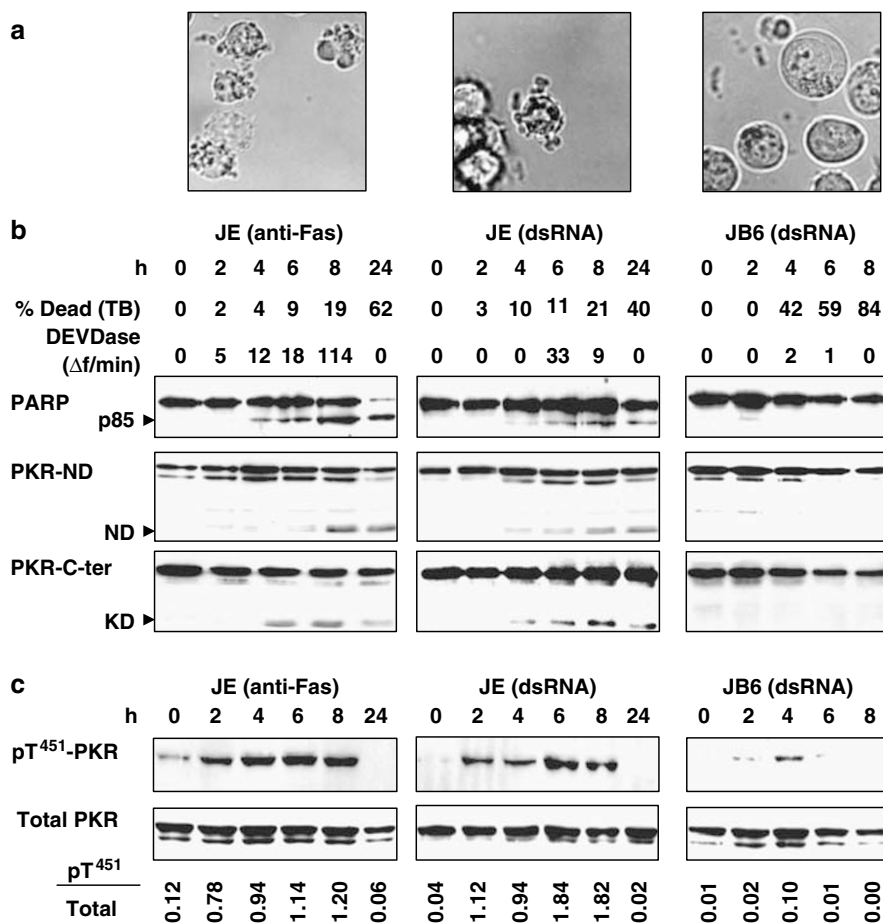 a
b
JE (anti-Fas) JE (dsRNA) JB6 (dsRNA)
h 0 2 4 6 8 24 0 2 4 6 8 24 0 2 4 6 8
% Dead (TB) 0 2 4 9 19 62 0 3 10 11 21 40 0 0 42 59 84
DEVDase
(Δf/min) 0 5 12 18 114 0 0 0 0 33 9 0 0 0 2 1 0
PARP
p85
PKR-ND
ND
PKR-C-ter
KD
c
JE (anti-Fas) JE (dsRNA) JB6 (dsRNA)
h 0 2 4 6 8 24 0 2 4 6 8 24 0 2 4 6 8
pT451-PKR
Total PKR
pT451
Total 0.12 0.78 0.94 1.14 1.20 0.06 0.04 1.12 0.94 1.84 1.82 0.02 0.01 0.02 0.10 0.01 0.00